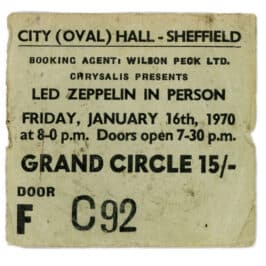 CITY (OVAL) HALL - SHEFFIELD
BOOKING AGENT: WILSON PECK LTD.
CHRYSALIS PRESENTS
LED ZEPPELIN IN PERSON
FRIDAY, JANUARY 16th, 1970
at 8-0 p.m. Doors open 7-30 p.m.
GRAND CIRCLE 15/-
DOOR
F C92